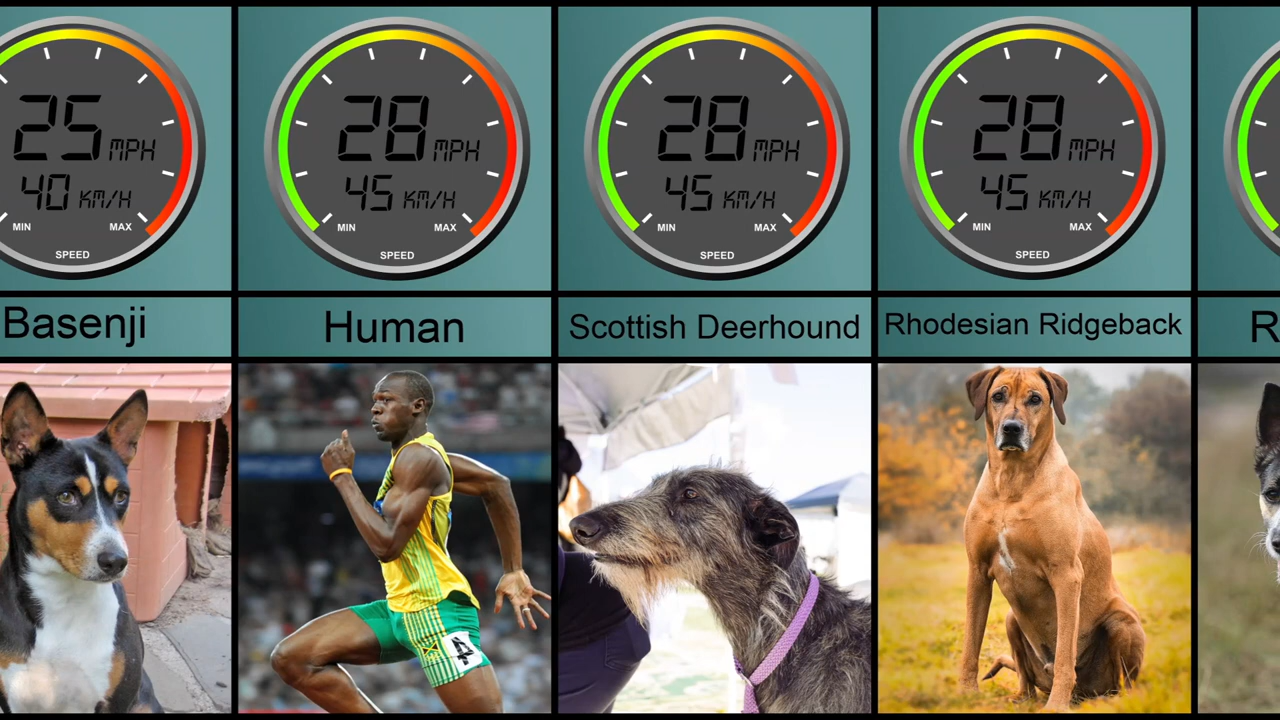 25 MPH
40 KM/H
MIN MAX
SPEED
Basenji
28 MPH
45 KM/H
MIN MAX
SPEED
Human
4
28 MPH
45 KM/H
MIN MAX
SPEED
Scottish Deerhound
28 MPH
45 KM/H
MIN MAX
SPEED
Rhodesian Ridgeback
R